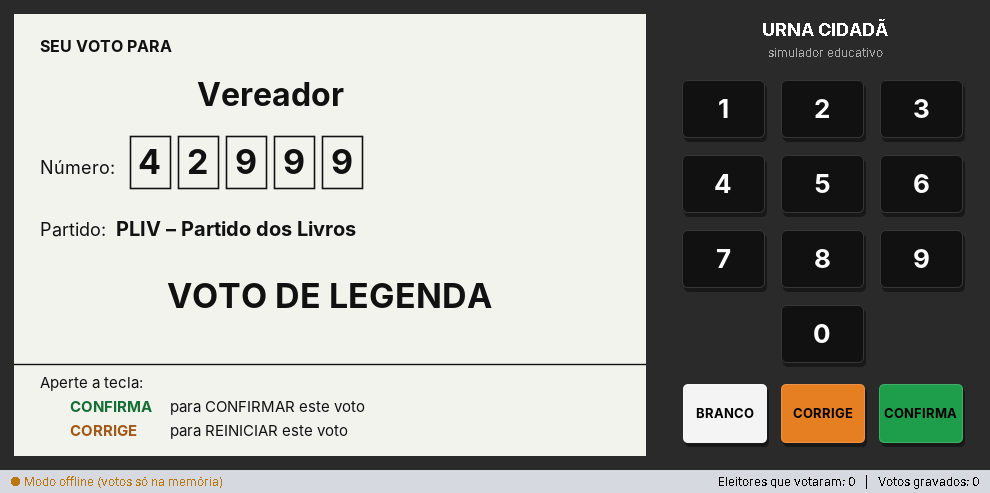 SEU VOTO PARA
Vereador
Número: 4 2 9 9 9
Partido: PLIV – Partido dos Livros
VOTO DE LEGENDA
Aperte a tecla:
CONFIRMA para CONFIRMAR este voto
CORRIGE para REINICIAR este voto
URNA CIDADÃ
simulador educativo
1 2 3
4 5 6
7 8 9
0
BRANCO CORRIGE CONFIRMA
Modo offline (votos só na memória)
Eleitores que votaram: 0 | Votos gravados: 0